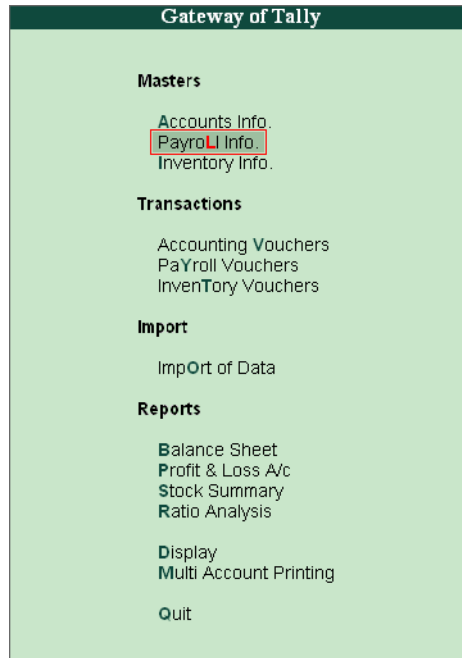 Gateway of Tally
Masters
Accounts Info.
PayroLl Info.
Inventory Info.
Transactions
Accounting Vouchers
PaYroll Vouchers
InvenTory Vouchers
Import
ImpOrt of Data
Reports
Balance Sheet
Profit & Loss A/c
Stock Summary
Ratio Analysis
Display
Multi Account Printing
Quit